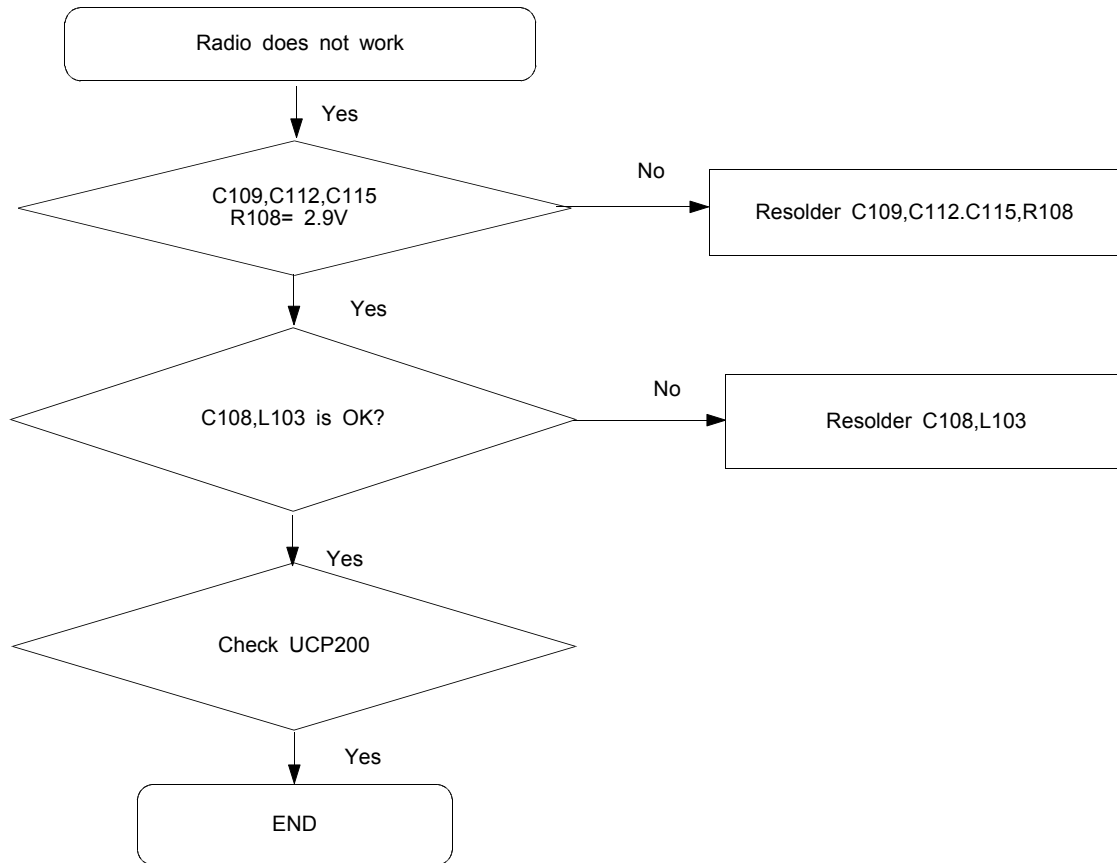 Radio does not work
Yes
C109,C112,C115
R108= 2.9V
No
Resolder C109,C112.C115,R108
Yes
C108,L103 is OK?
No
Resolder C108,L103
Yes
Check UCP200
Yes
END